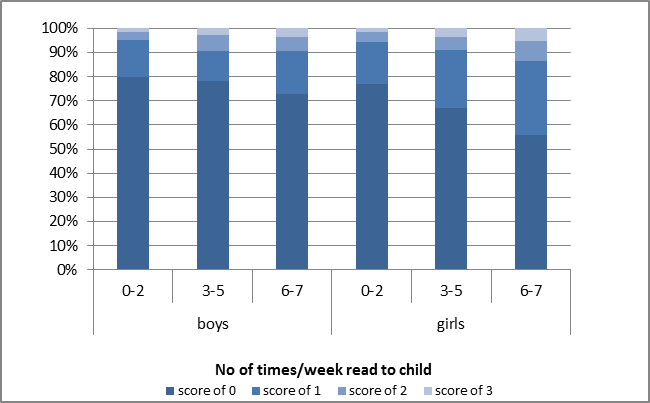 100%
90%
80%
70%
60%
50%
40%
30%
20%
10%
0%
0-2 3-5 6-7 0-2 3-5 6-7
boys girls
No of times/week read to child
score of 0 score of 1 score of 2 score of 3